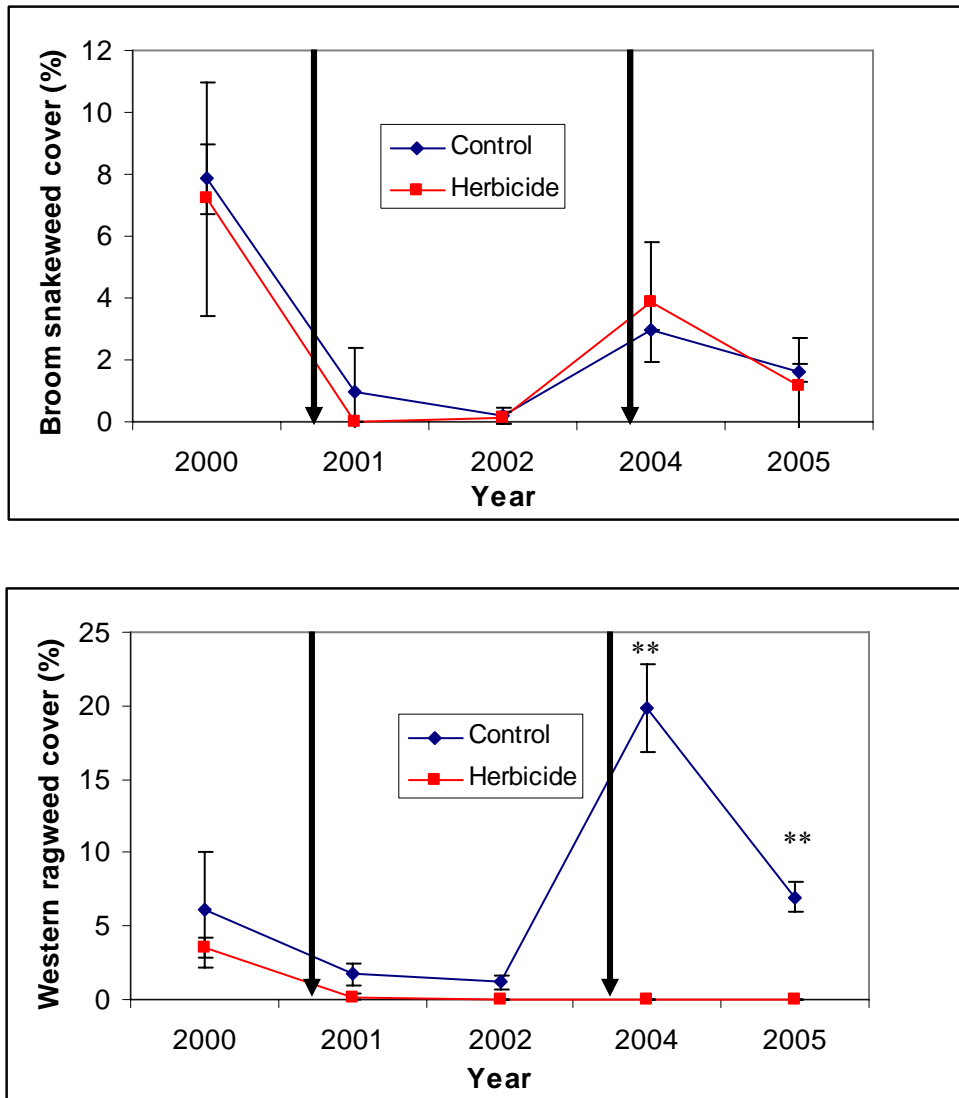 Broom snakeweed cover (%)
12
10
8
6
4
2
0
Control
Herbicide
2000 2001 2002 2004 2005
Year
Western ragweed cover (%)
25
20
15
10
5
0
**
**
Control
Herbicide
2000 2001 2002 2004 2005
Year